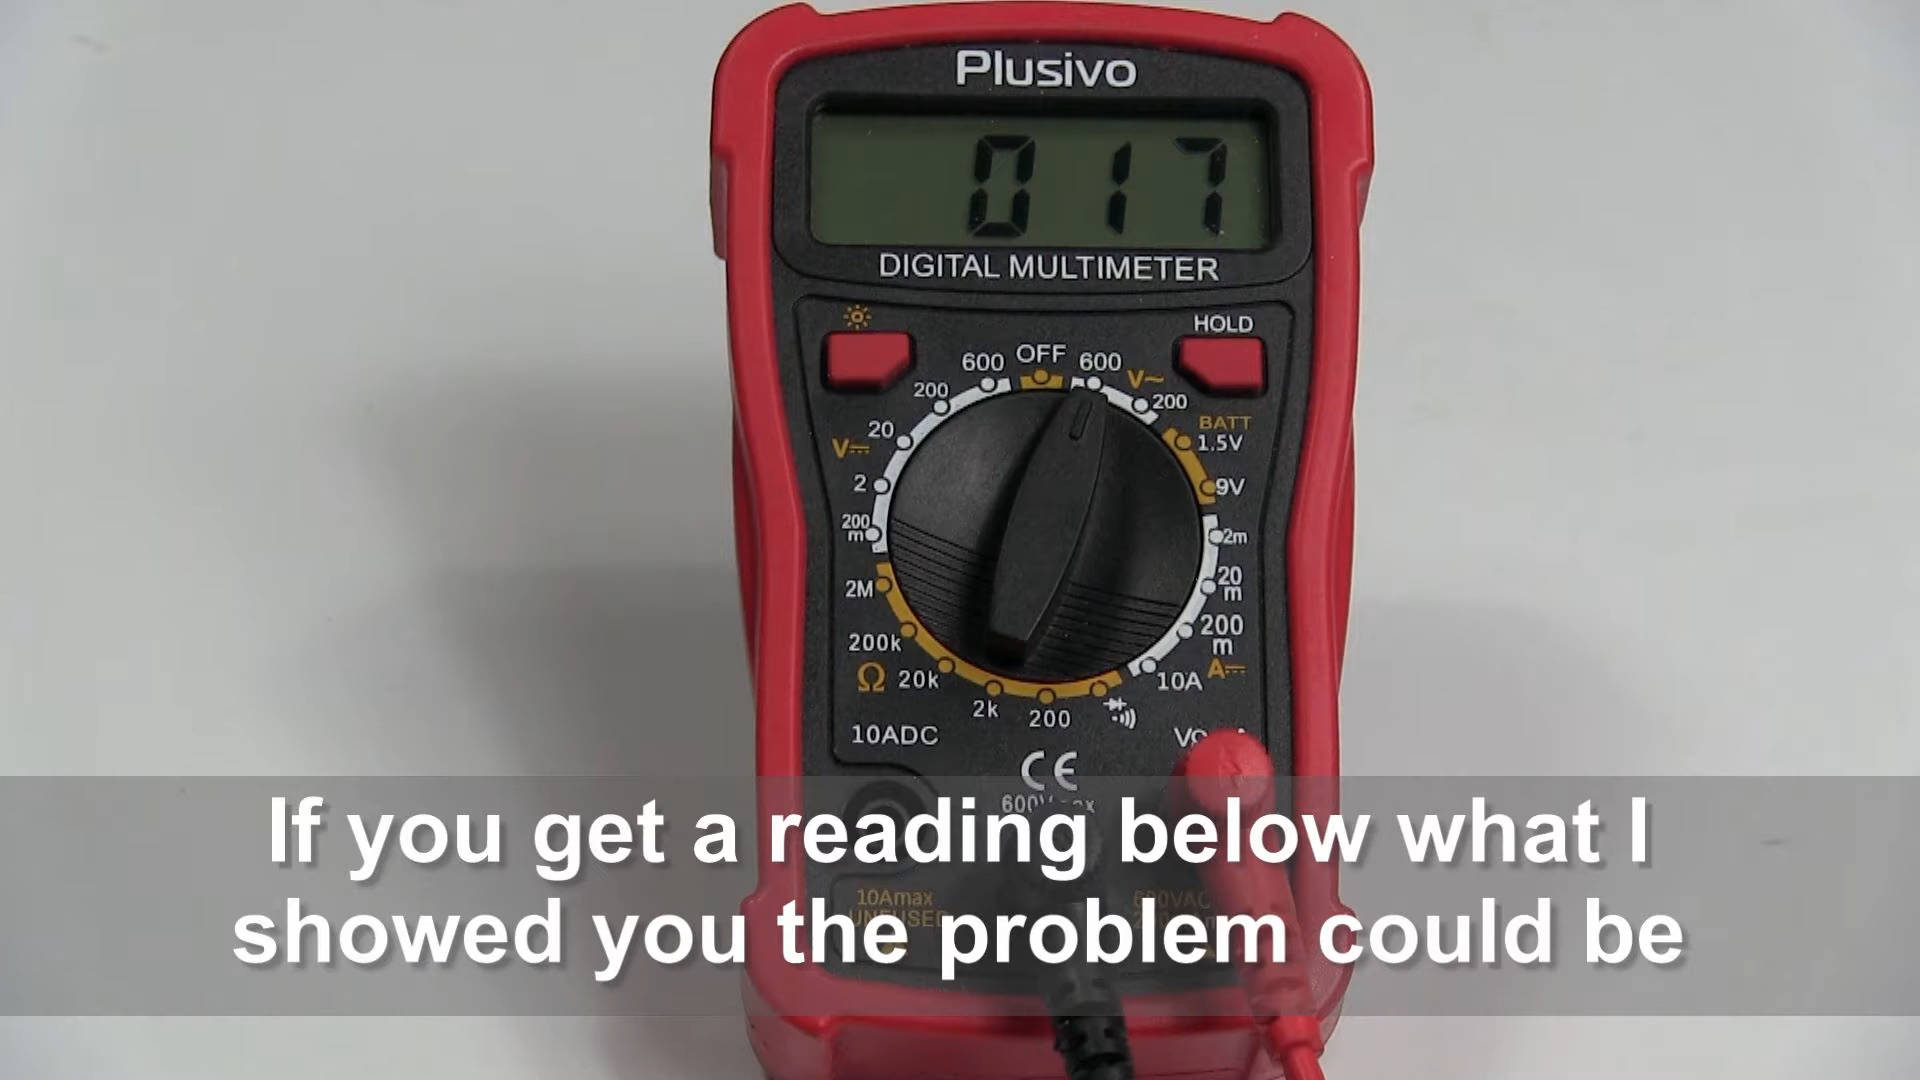 Plusivo
017
DIGITAL MULTIMETER
HOLD
OFF
600
600
200
V~
200
20
BATT
1.5V
V⎓
2
9V
200
m
2m
2M
20
m
200k
200
m
Ω
20k
A⎓
10A
2k
200
10ADC
CE
If you get a reading below what I
10Amax
showed you the problem could be